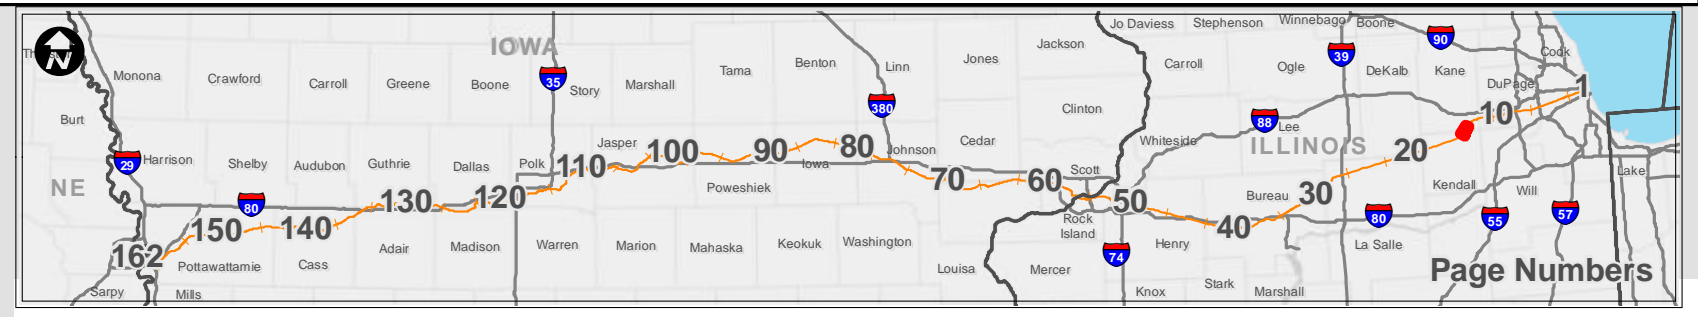 Jo Daviess Stephenson Winnebago Boone
IOWA
Jackson
90
39
Cook
N
Monona Crawford Carroll Greene Boone 35 Story Marshall Tama Benton Linn Jones Carroll Ogle DeKalb Kane
DuPage 1
380
Clinton
10
Burt
88 Lee
Jasper
Whiteside
ILLINOIS
Harrison Shelby Audubon Guthrie Dallas Polk 110 100 90 80 Johnson Cedar
20
29
Iowa
Scott
Lake
NE
80
130 120
Poweshiek
70 60
50
Bureau 30
Kendall Will
150 140
Rock
Island
40
80
55
57
162
Adair Madison Warren Marion Mahaska Keokuk Washington
Henry
La Salle
Pottawattamie Cass
74
Louisa Mercer
Page Numbers
Sarpy Mills
Knox Stark Marshall